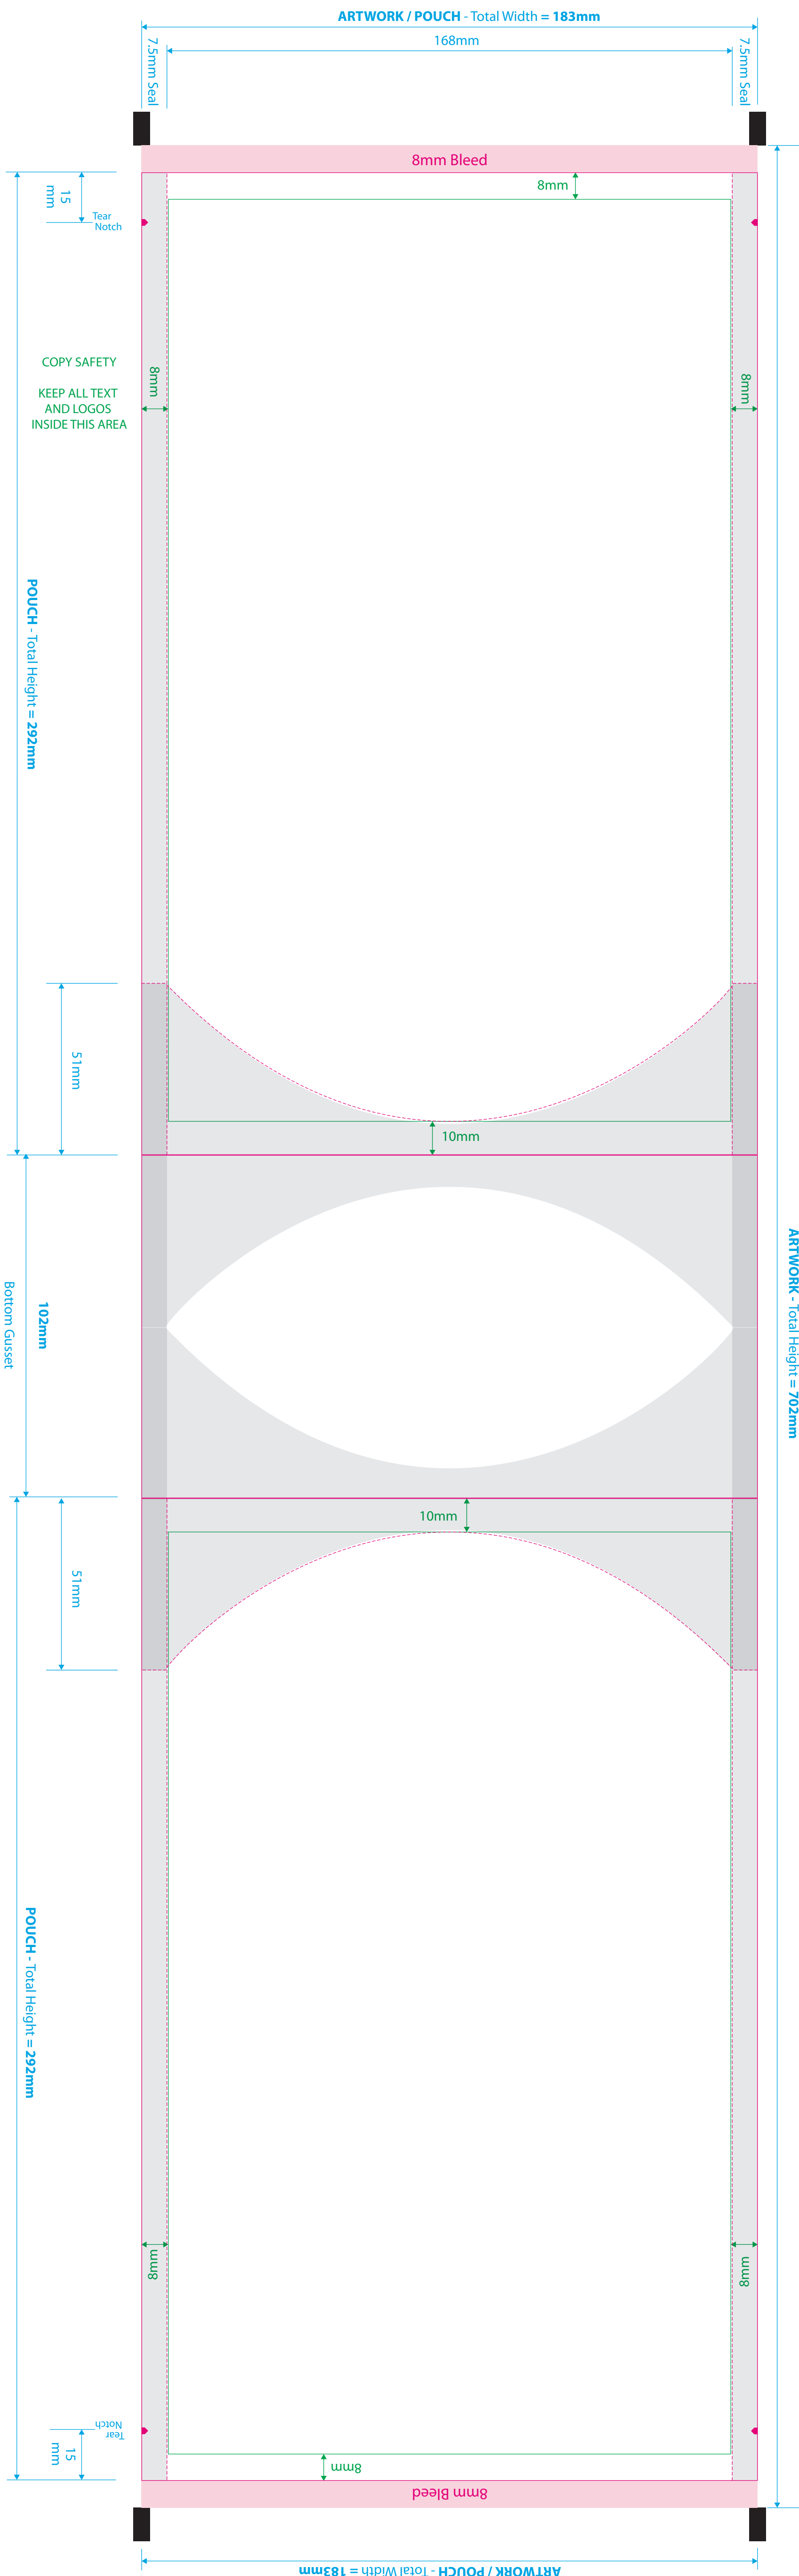 ARTWORK / POUCH - Total Width = 183mm
168mm
7.5mm Seal
7.5mm Seal
8mm Bleed
8mm
15
mm
Tear
Notch
COPY SAFETY
KEEP ALL TEXT
AND LOGOS
INSIDE THIS AREA
8mm
8mm
POUCH - Total Height = 292mm
51mm
10mm
ARTWORK - Total Height = 702mm
102mm
Bottom Gusset
10mm
51mm
POUCH - Total Height = 292mm
8mm
8mm
Tear
Notch
15
mm
8mm
8mm Bleed
ARTWORK / POUCH - Total Width = 183mm